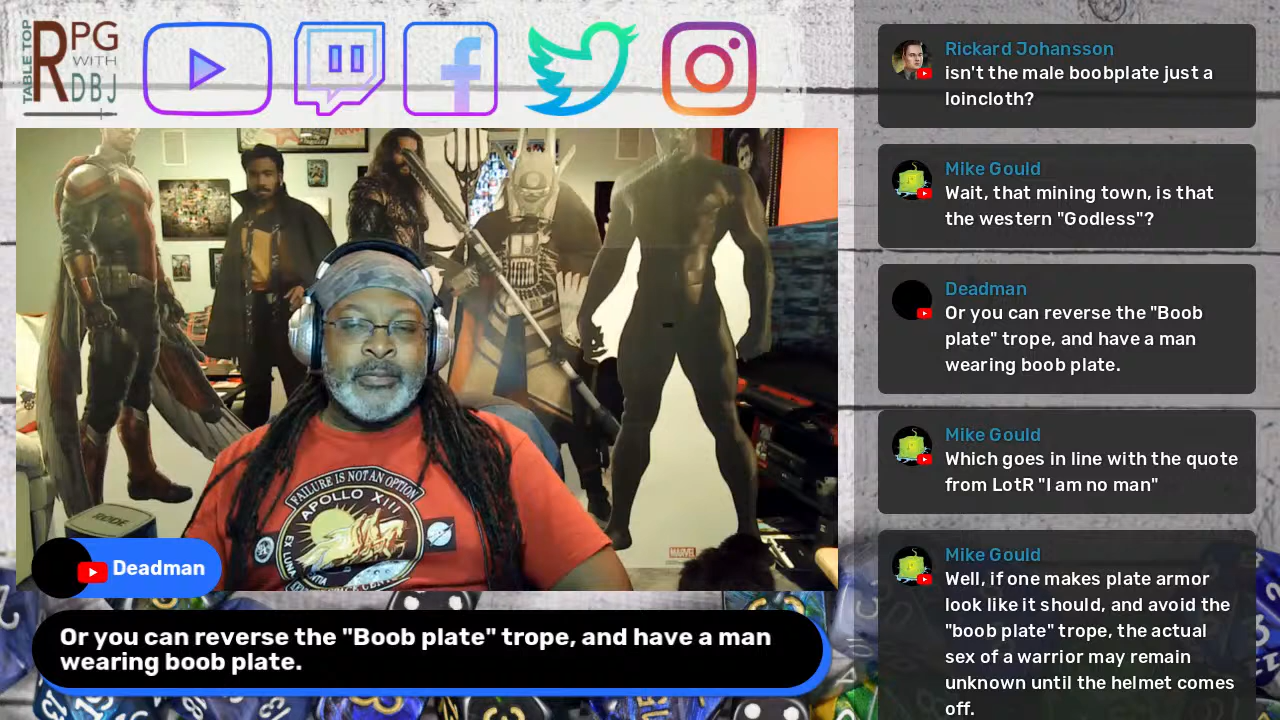 TABLE TOP
RPG
WITH
RDBJ
Rickard Johansson
isn't the male boobplate just a
loincloth?
Mike Gould
Wait, that mining town, is that
the western "Godless"?
Deadman
Or you can reverse the "Boob
plate" trope, and have a man
wearing boob plate.
Mike Gould
Which goes in line with the quote
from LotR "I am no man"
Mike Gould
Well, if one makes plate armor
look like it should, and avoid the
"boob plate" trope, the actual
sex of a warrior may remain
unknown until the helmet comes
off.
RODE
FAILURE IS NOT AN OPTION
APOLLO XIII
EX LUNA
MARVEL
Deadman
Or you can reverse the "Boob plate" trope, and have a man
wearing boob plate.